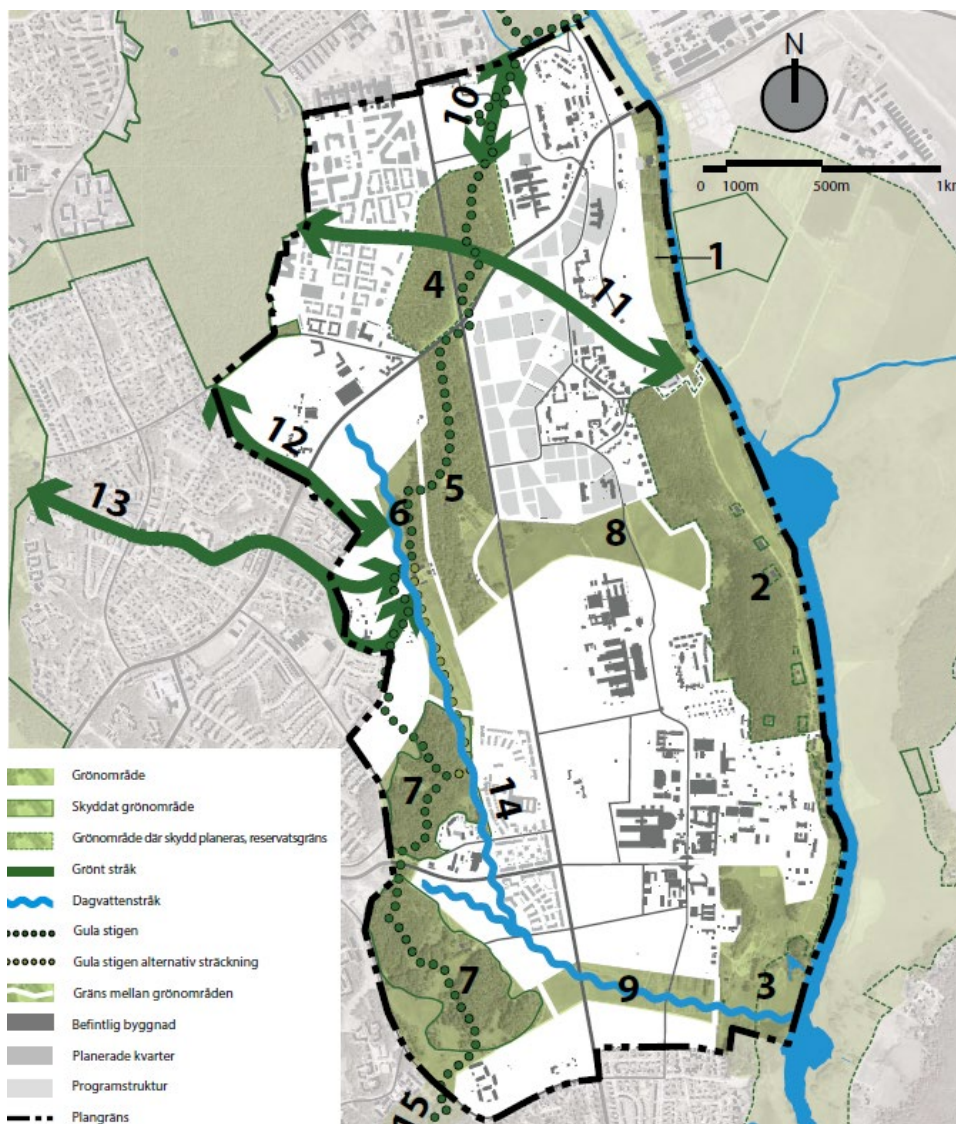 N
0 100m 500m 1km
10
1
11
4
12
5
13
6
8
2
7
14
7
9
3
15
Grönområde
Skyddat grönområde
Grönområde där skydd planeras, reservatsgräns
Grönt stråk
Dagvattenstråk
Gula stigen
Gula stigen alternativ sträckning
Gräns mellan grönområden
Befintlig byggnad
Planerade kvarter
Programstruktur
Plangräns